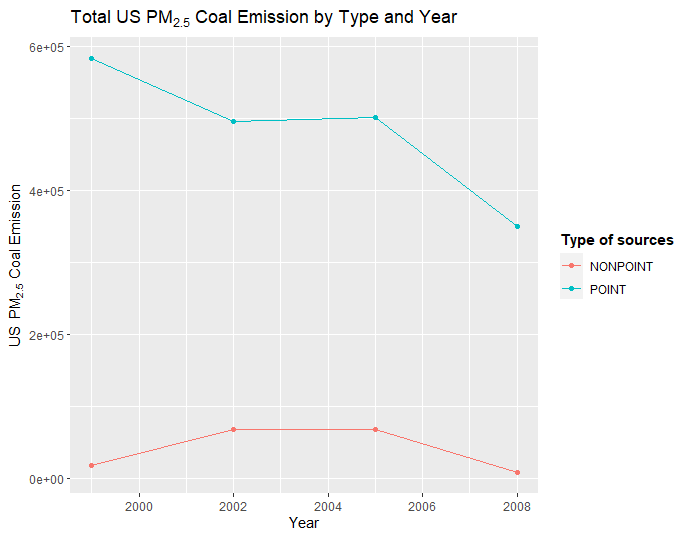 Total US PM2.5 Coal Emission by Type and Year
US PM2.5 Coal Emission
6e+05
4e+05
2e+05
0e+00
2000 2002 2004 2006 2008
Year
Type of sources
NONPOINT
POINT